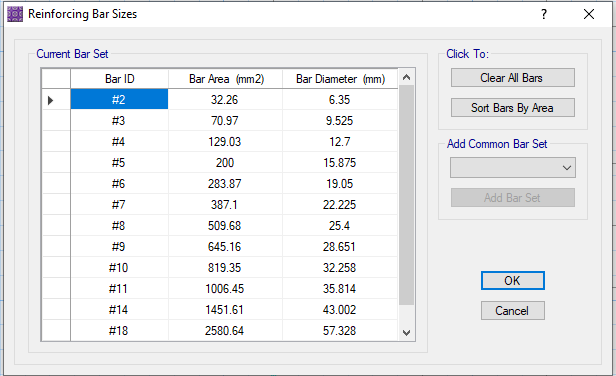 Reinforcing Bar Sizes
Current Bar Set
Bar ID Bar Area (mm2) Bar Diameter (mm)
#2 32.26 6.35
#3 70.97 9.525
#4 129.03 12.7
#5 200 15.875
#6 283.87 19.05
#7 387.1 22.225
#8 509.68 25.4
#9 645.16 28.651
#10 819.35 32.258
#11 1006.45 35.814
#14 1451.61 43.002
#18 2580.64 57.328
Click To:
Clear All Bars
Sort Bars By Area
Add Common Bar Set
Add Bar Set
OK
Cancel